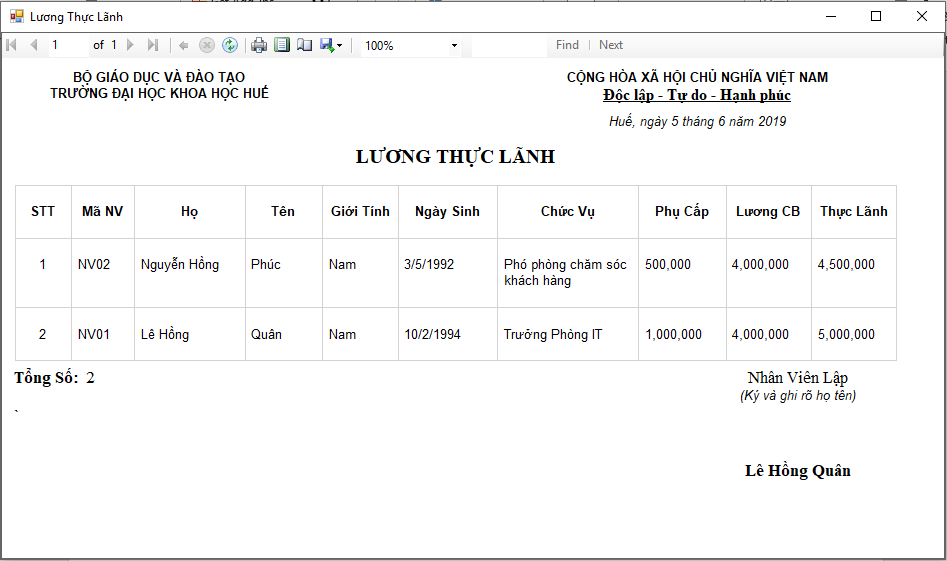 Lương Thực Lãnh
1 of 1 100% Find Next
BỘ GIÁO DỤC VÀ ĐÀO TẠO
TRƯỜNG ĐẠI HỌC KHOA HỌC HUẾ
CỘNG HÒA XÃ HỘI CHỦ NGHĨA VIỆT NAM
Độc lập - Tự do - Hạnh phúc
Huế, ngày 5 tháng 6 năm 2019
LƯƠNG THỰC LÃNH
STT Mã NV Họ Tên Giới Tính Ngày Sinh Chức Vụ Phụ Cấp Lương CB Thực Lãnh
1 NV02 Nguyễn Hồng Phúc Nam 3/5/1992 Phó phòng chăm sóc 500,000 4,000,000 4,500,000
khách hàng
2 NV01 Lê Hồng Quân Nam 10/2/1994 Trưởng Phòng IT 1,000,000 4,000,000 5,000,000
Tổng Số: 2
Nhân Viên Lập
(Ký và ghi rõ họ tên)
`
Lê Hồng Quân